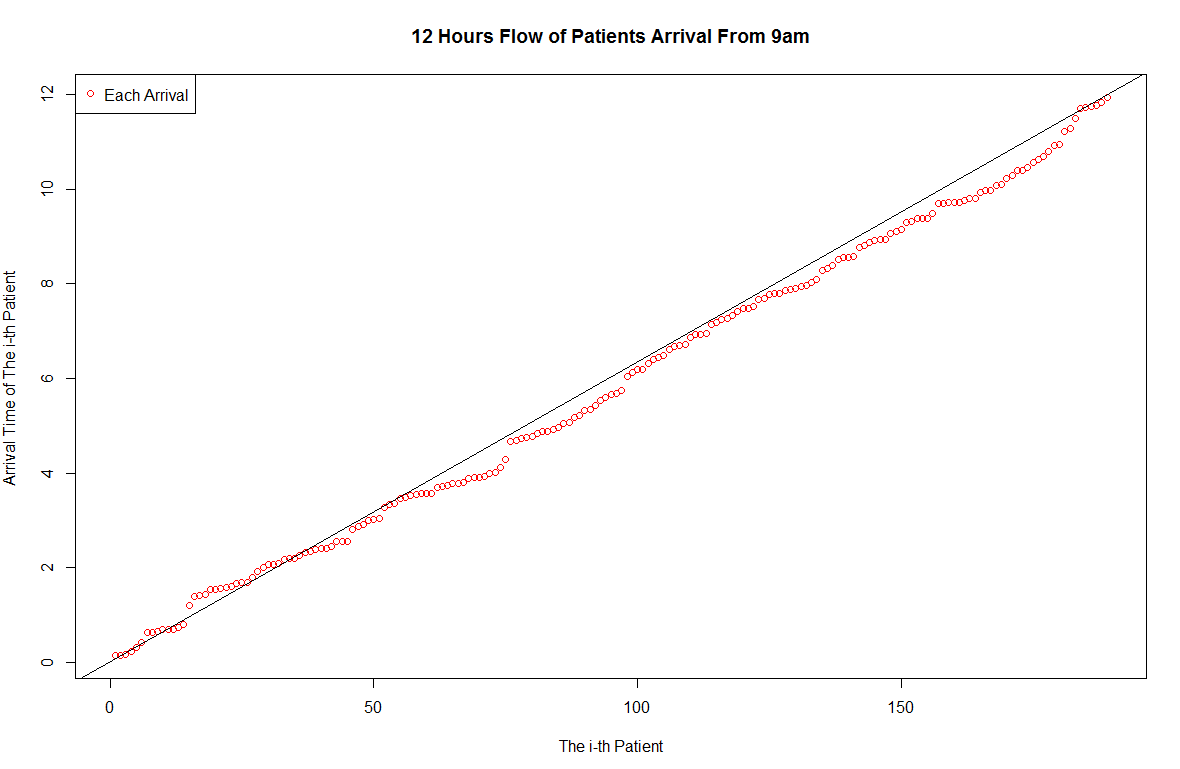 12 Hours Flow of Patients Arrival From 9am
Each Arrival
Arrival Time of The i-th Patient
12
10
8
6
4
2
0
0 50 100 150
The i-th Patient